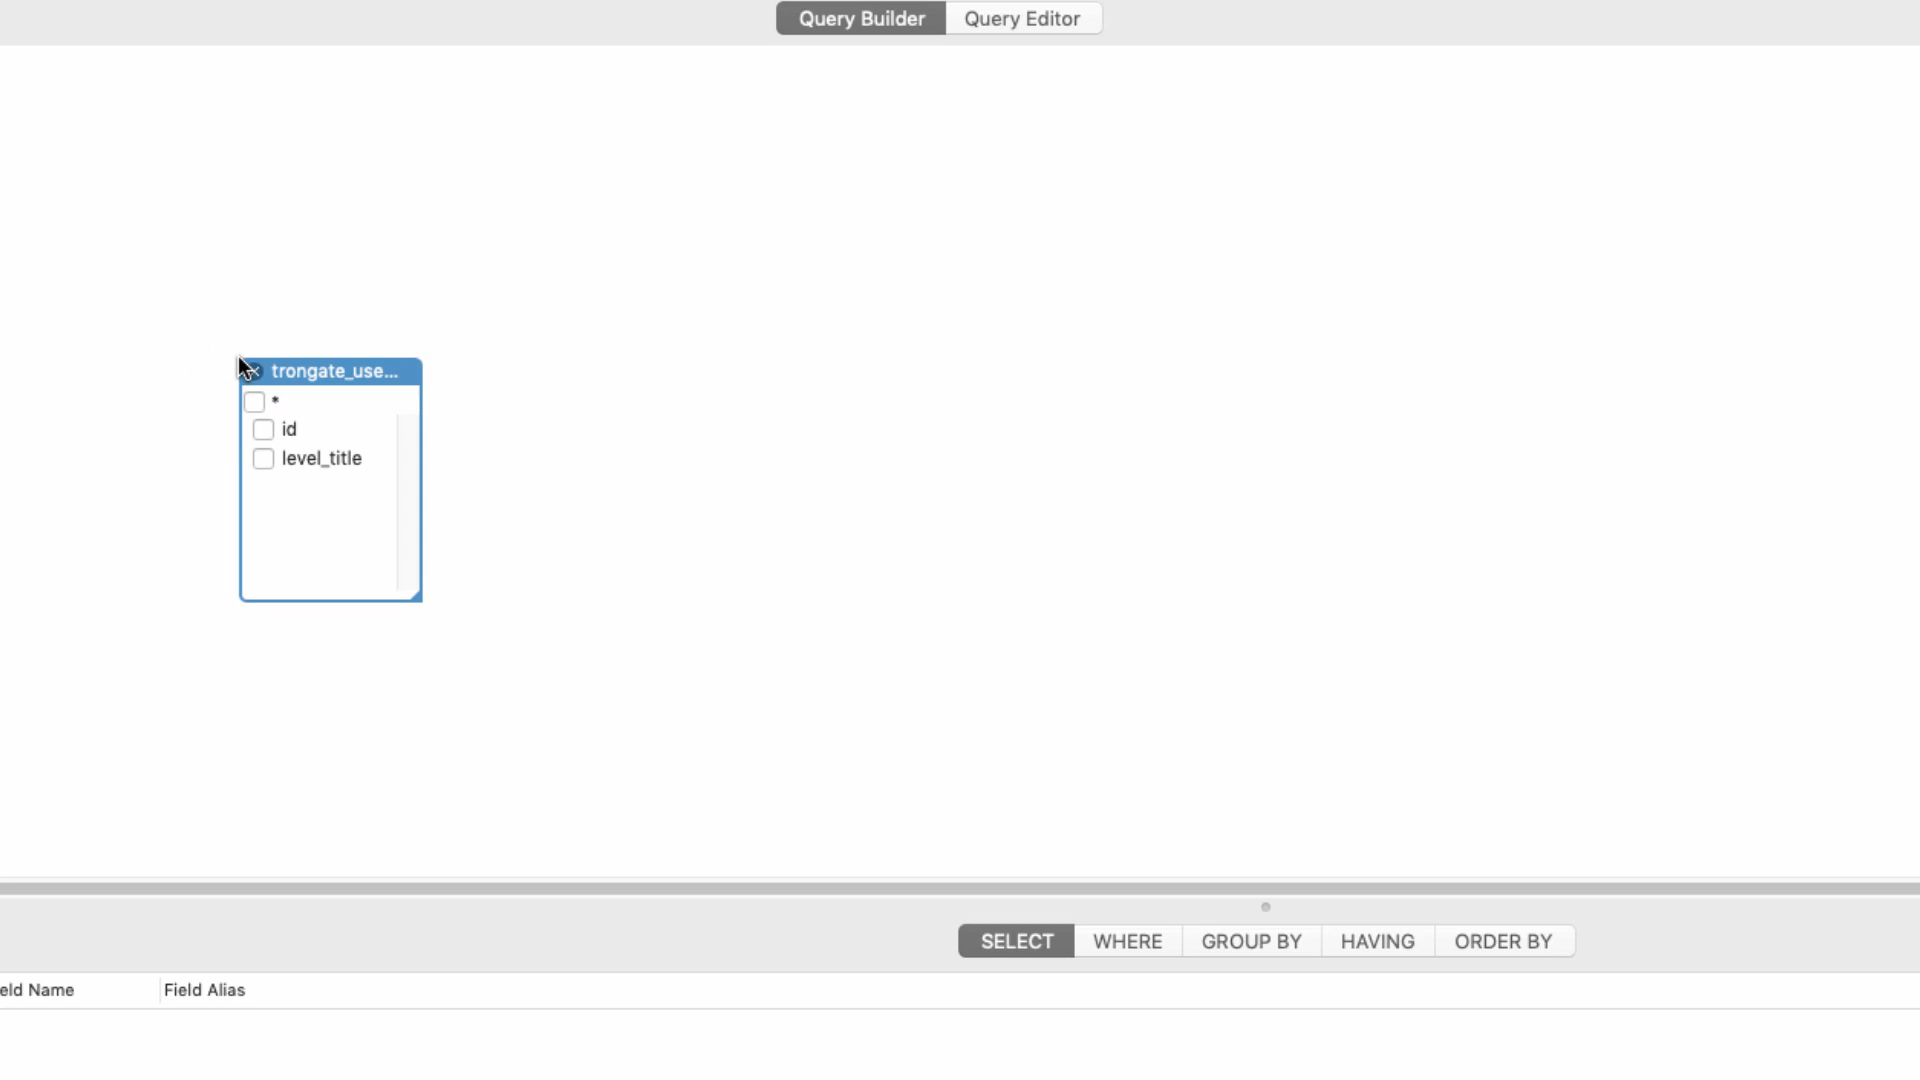 Query Builder Query Editor
trongate_use...
*
id
level_title
SELECT WHERE GROUP BY HAVING ORDER BY
eld Name Field Alias